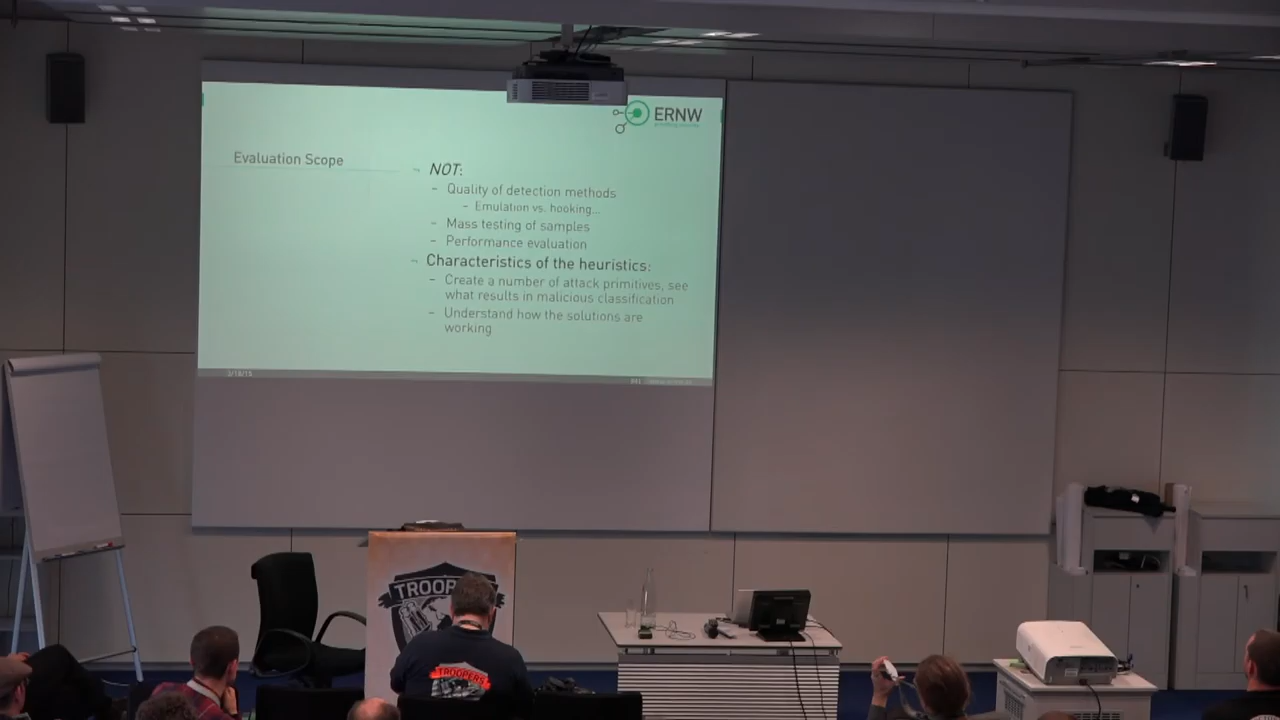 ERNW
Evaluation Scope
¬ NOT:
– Quality of detection methods
– Emulation vs. hooking...
– Mass testing of samples
– Performance evaluation
¬ Characteristics of the heuristics:
– Create a number of attack primitives, see
what results in malicious classification
– Understand how the solutions are
working
TROOPERS